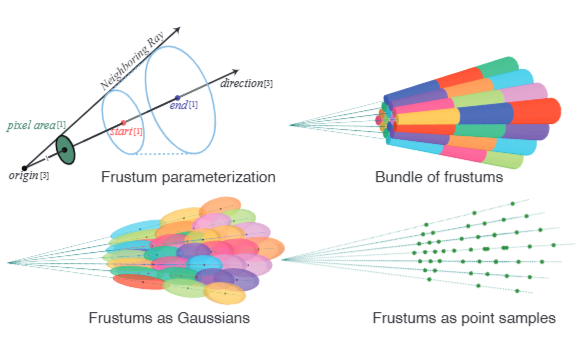 Neighboring Ray
direction[3]
end[1]
pixel area[1]
start[1]
origin[3]
Frustum parameterization
Bundle of frustums
Frustums as Gaussians
Frustums as point samples